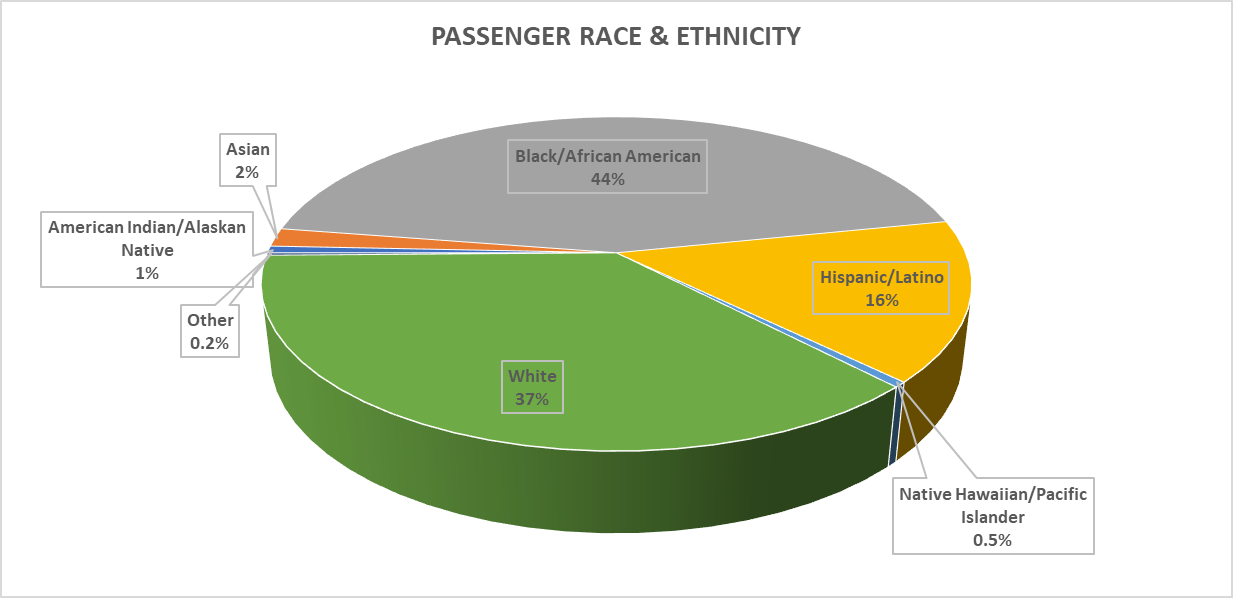 PASSENGER RACE & ETHNICITY
Asian
2%
Black/African American
44%
American Indian/Alaskan
Native
1%
Hispanic/Latino
16%
Other
0.2%
White
37%
Native Hawaiian/Pacific
Islander
0.5%